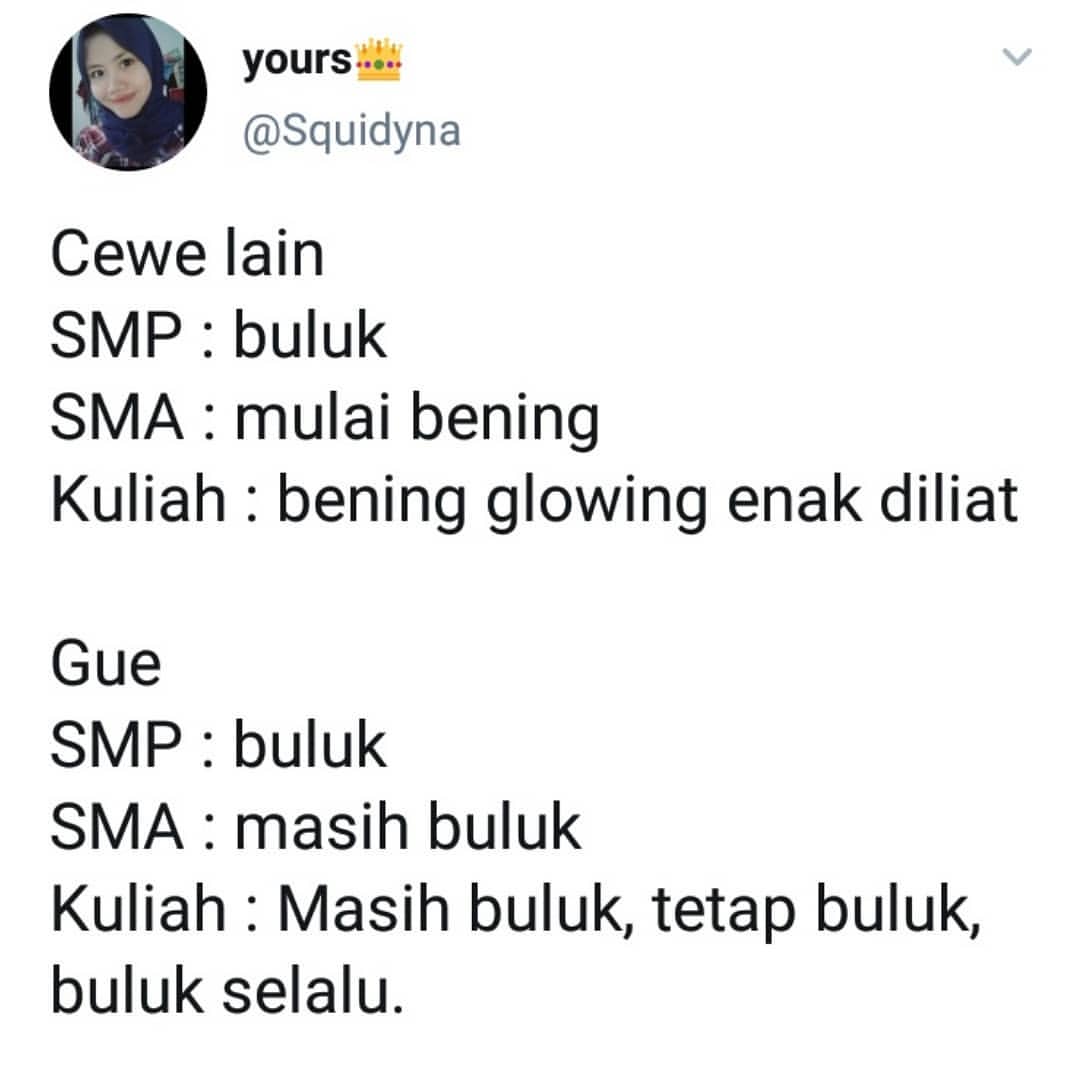 yours👑
@Squidyna
Cewe lain
SMP : buluk
SMA : mulai bening
Kuliah : bening glowing enak diliat
Gue
SMP : buluk
SMA : masih buluk
Kuliah : Masih buluk, tetap buluk,
buluk selalu.